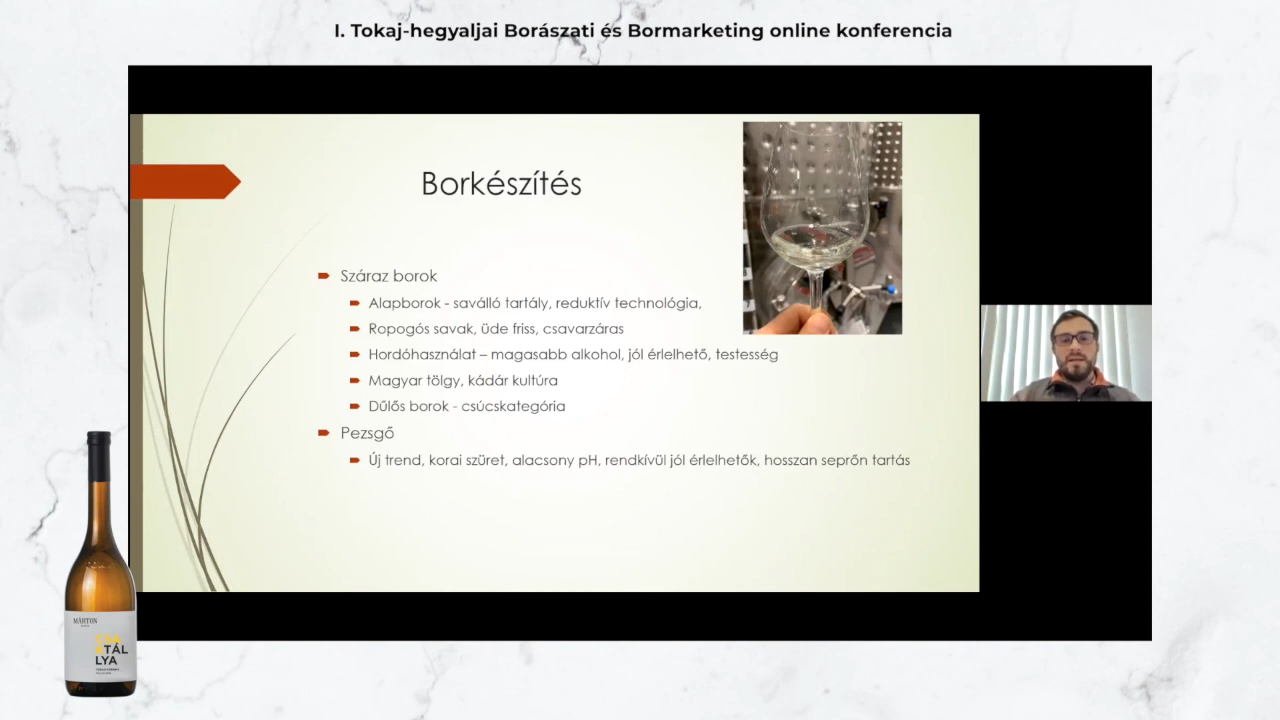 I. Tokaj-hegyaljai Borászati és Bormarketing online konferencia
Borkészítés
Száraz borok
Alapborok - saválló tartály, reduktív technológia,
Ropogós savak, üde friss, csavarzáras
Hordóhasználat – magasabb alkohol, jól érlelhető, testesség
Magyar tölgy, kádár kultúra
Dűlős borok - csúcskategória
Pezsgő
Új trend, korai szüret, alacsony pH, rendkívül jól érlelhetők, hosszan seprőn tartás
MÁRTON
TÁL
LYA